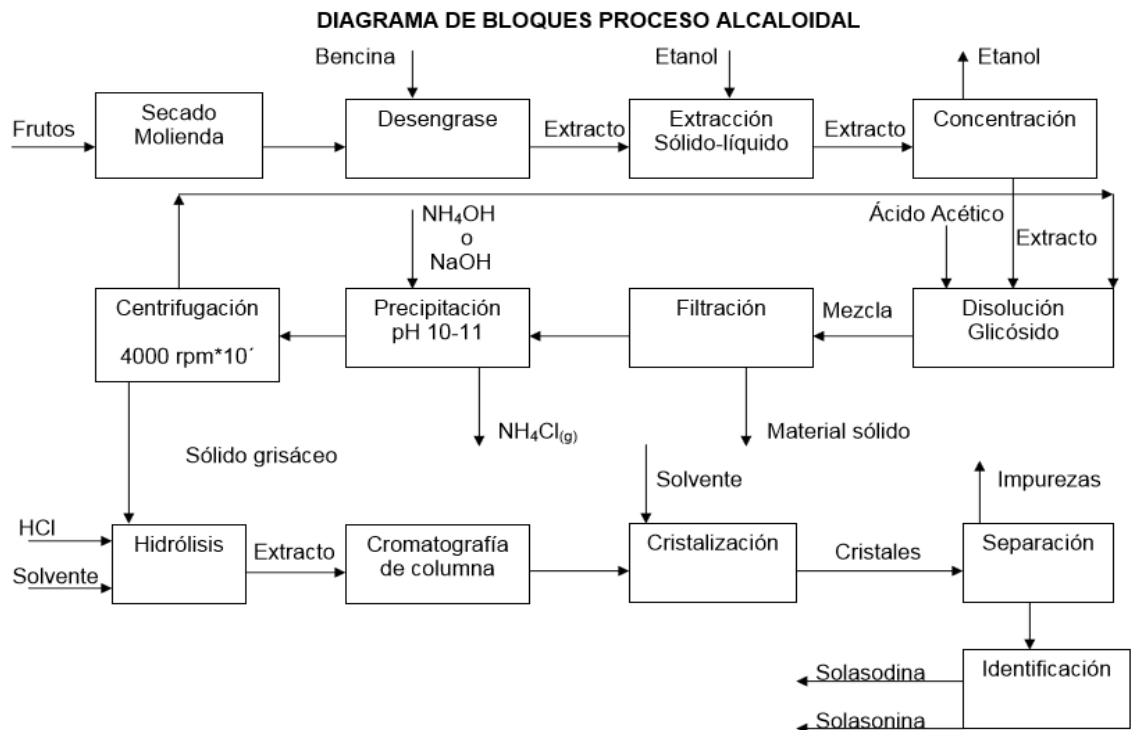 DIAGRAMA DE BLOQUES PROCESO ALCALOIDAL
Bencina
Etanol
Etanol
Frutos
Secado
Molienda
Desengrase
Extracto
Extracción
Sólido-líquido
Extracto
Concentración
NH₄OH
o
NaOH
Ácido Acético
Extracto
Centrifugación
4000 rpm*10´
Precipitación
pH 10-11
Filtración
Mezcla
Disolución
Glicósido
Sólido grisáceo
NH₄Cl₍g₎
Material sólido
Solvente
Impurezas
HCl
Solvente
Hidrólisis
Extracto
Cromatografía
de columna
Cristalización
Cristales
Separación
Identificación
Solasodina
Solasonina